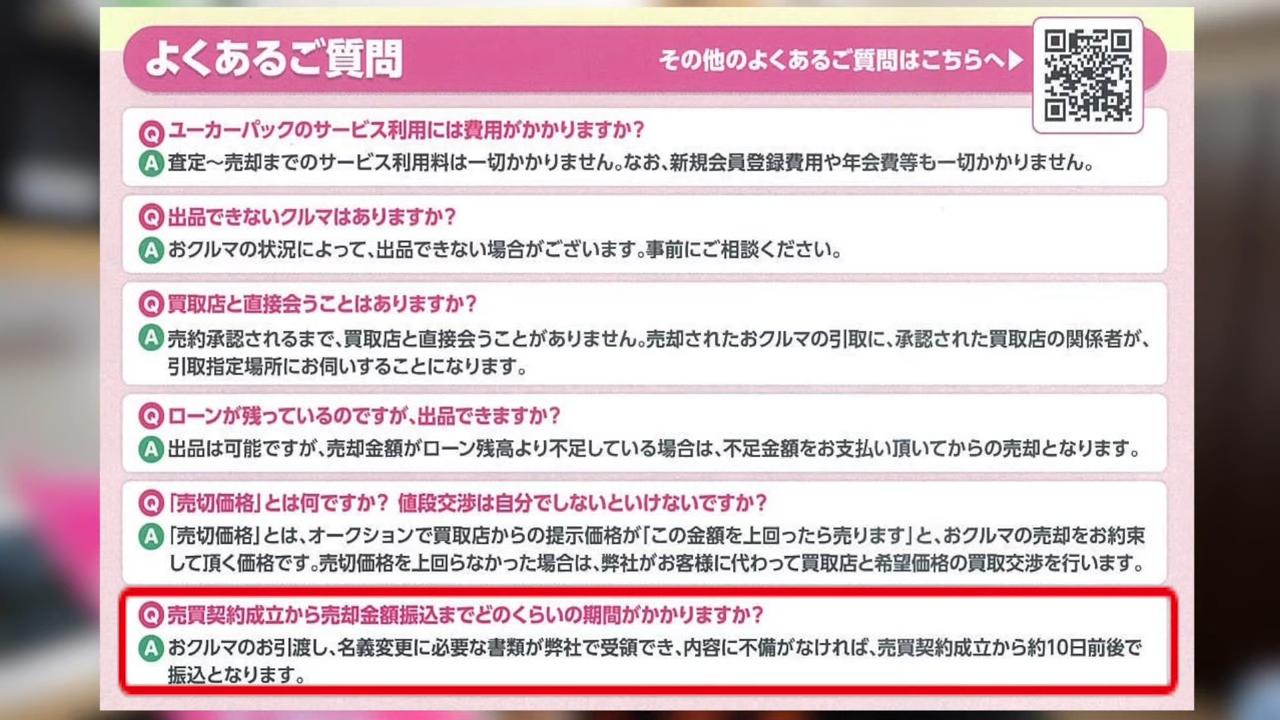 よくあるご質問
その他のよくあるご質問はこちらへ▶
Q ユーカーパックのサービス利用には費用がかかりますか？
A 査定～売却までのサービス利用料は一切かかりません。なお、新規会員登録費用や年会費等も一切かかりません。
Q 出品できないクルマはありますか？
A おクルマの状況によって、出品できない場合がございます。事前にご相談ください。
Q 買取店と直接会うことはありますか？
A 売約承認されるまで、買取店と直接会うことがありません。売却されたおクルマの引取に、承認された買取店の関係者が、
引取指定場所にお伺いすることになります。
Q ローンが残っているのですが、出品できますか？
A 出品は可能ですが、売却金額がローン残高より不足している場合は、不足金額をお支払い頂いてからの売却となります。
Q 「売切価格」とは何ですか？ 値段交渉は自分でしないといけないですか？
A 「売切価格」とは、オークションで買取店からの提示価格が「この金額を上回ったら売ります」と、おクルマの売却をお約束
して頂く価格です。売切価格を上回らなかった場合は、弊社がお客様に代わって買取店と希望価格の買取交渉を行います。
Q 売買契約成立から売却金額振込までどのくらいの期間がかかりますか？
A おクルマのお引渡し、名義変更に必要な書類が弊社で受領でき、内容に不備がなければ、売買契約成立から約10日前後で
振込となります。